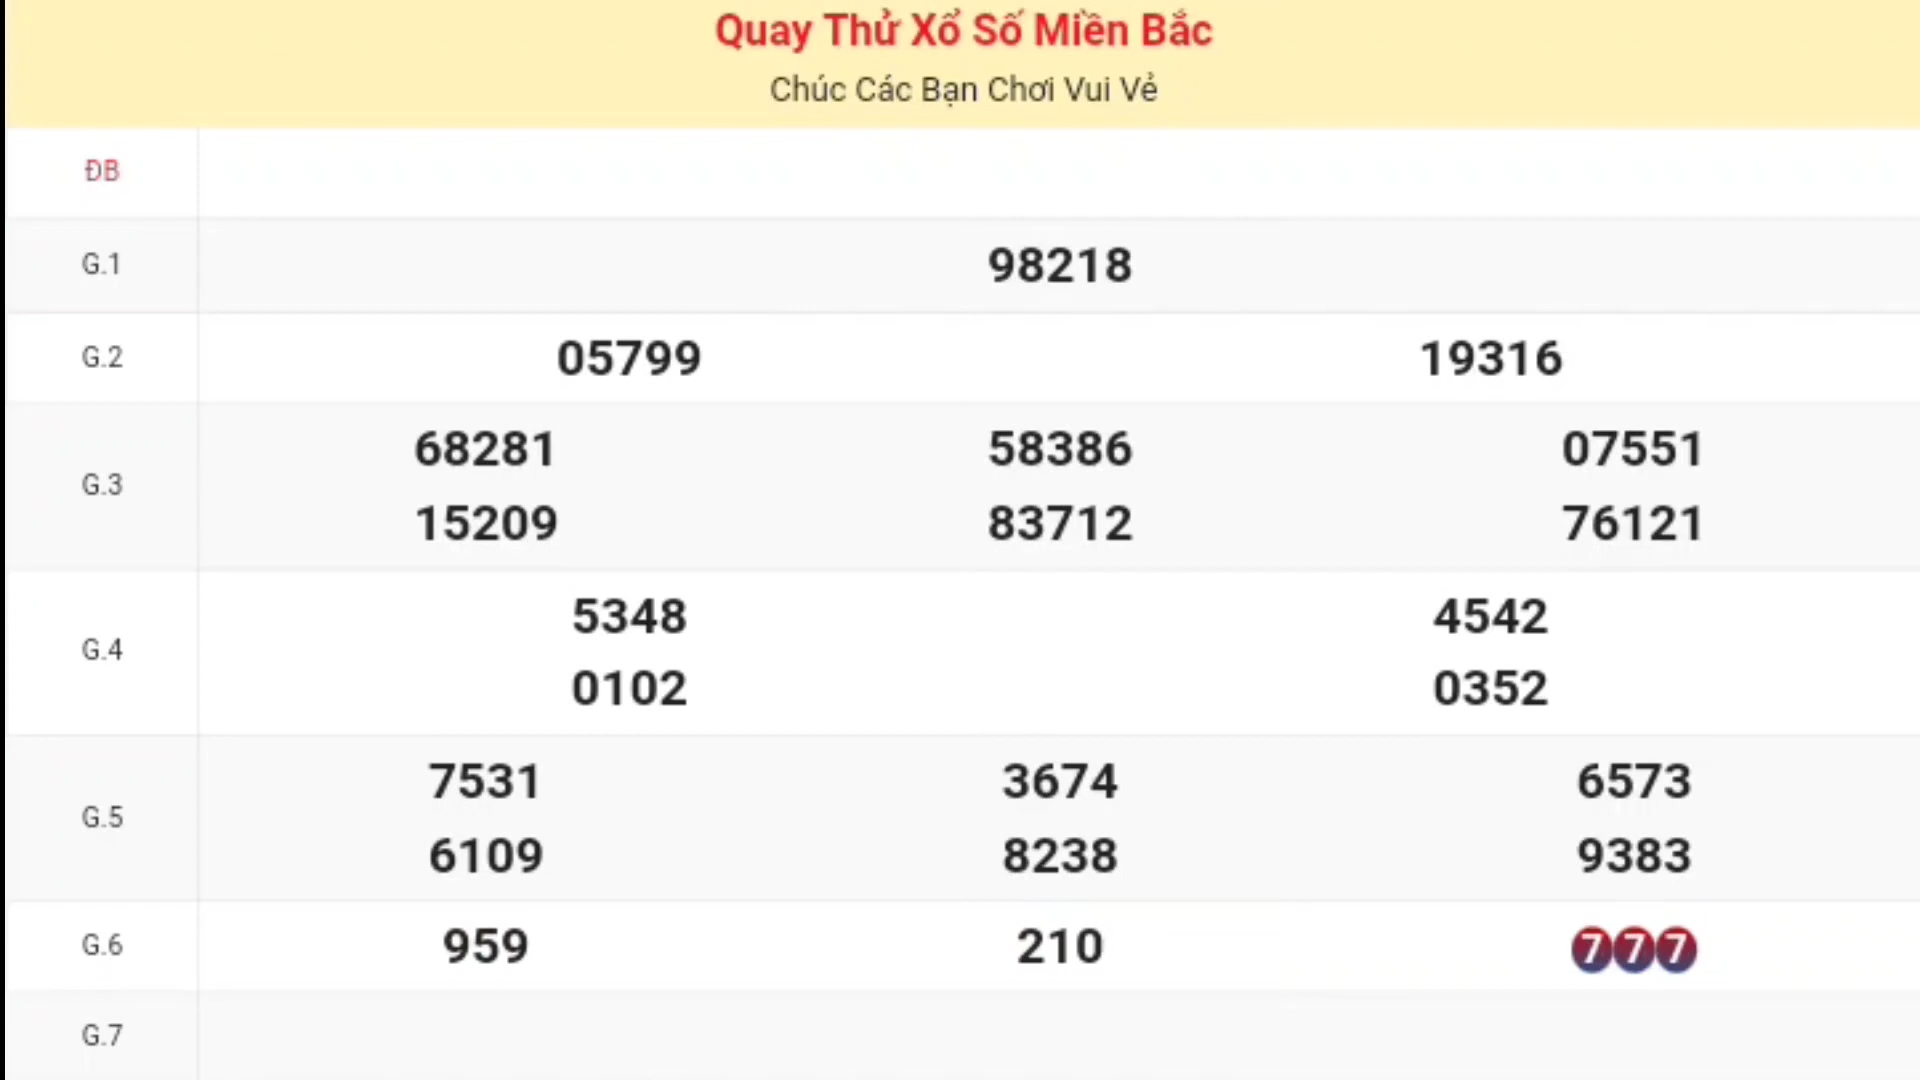 Quay Thử Xổ Số Miền Bắc
Chúc Các Bạn Chơi Vui Vẻ
ĐB
G.1 98218
G.2 05799 19316
G.3
68281 58386 07551
15209 83712 76121
G.4
5348 4542
0102 0352
G.5
7531 3674 6573
6109 8238 9383
G.6 959 210 777
G.7